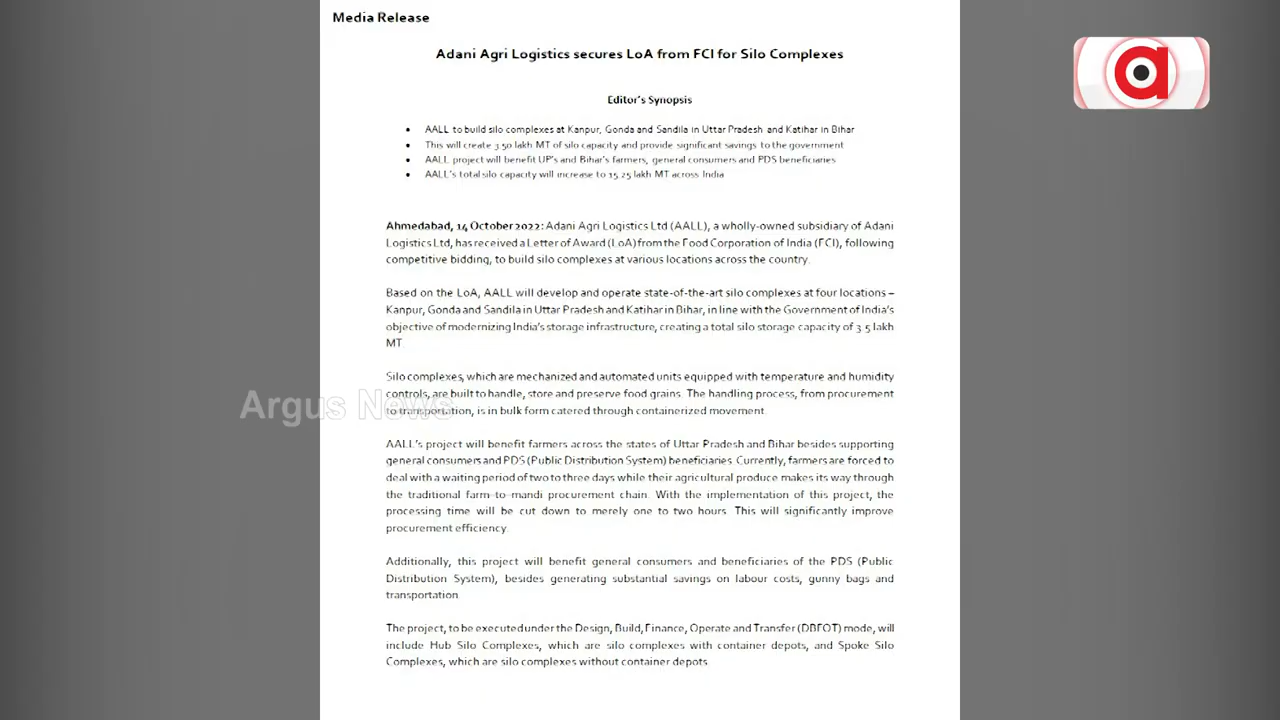 Media Release
Adani Agri Logistics secures LoA from FCI for Silo Complexes
Editor's Synopsis
• AALL to build silo complexes at Kanpur, Gonda and Sandila in Uttar Pradesh and Katihar in Bihar
• This will create 3.50 lakh MT of silo capacity and provide significant savings to the government
• AALL project will benefit UP's and Bihar's farmers, general consumers and PDS beneficiaries
• AALL's total silo capacity will increase to 15.25 lakh MT across India
Ahmedabad, 14 October 2022: Adani Agri Logistics Ltd (AALL), a wholly-owned subsidiary of Adani
Logistics Ltd, has received a Letter of Award (LoA) from the Food Corporation of India (FCI), following
competitive bidding, to build silo complexes at various locations across the country.
Based on the LoA, AALL will develop and operate state-of-the-art silo complexes at four locations –
Kanpur, Gonda and Sandila in Uttar Pradesh and Katihar in Bihar, in line with the Government of India's
objective of modernizing India's storage infrastructure, creating a total silo storage capacity of 3.5 lakh
MT.
Silo complexes, which are mechanized and automated units equipped with temperature and humidity
controls, are built to handle, store and preserve food grains. The handling process, from procurement
to transportation, is in bulk form catered through containerized movement.
Argus News
AALL's project will benefit farmers across the states of Uttar Pradesh and Bihar besides supporting
general consumers and PDS (Public Distribution System) beneficiaries. Currently, farmers are forced to
deal with a waiting period of two to three days while their agricultural produce makes its way through
the traditional farm-to-mandi procurement chain. With the implementation of this project, the
processing time will be cut down to merely one to two hours. This will significantly improve
procurement efficiency.
Additionally, this project will benefit general consumers and beneficiaries of the PDS (Public
Distribution System), besides generating substantial savings on labour costs, gunny bags and
transportation.
The project, to be executed under the Design, Build, Finance, Operate and Transfer (DBFOT) mode, will
include Hub Silo Complexes, which are silo complexes with container depots, and Spoke Silo
Complexes, which are silo complexes without container depots.
a